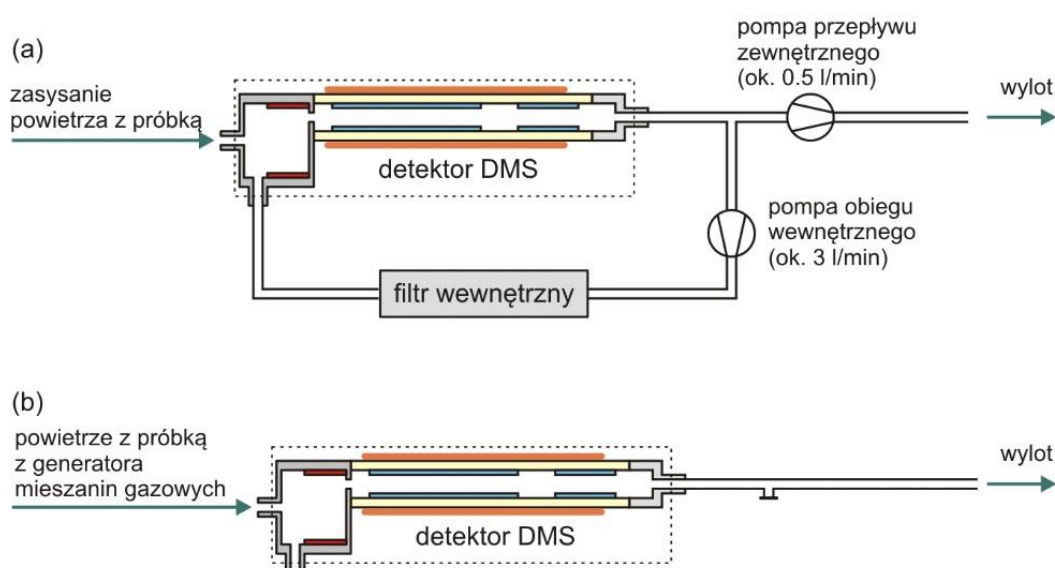 (a)
zasysanie
powietrza z próbką
detektor DMS
pompa przepływu
zewnętrznego
(ok. 0.5 l/min)
wylot
pompa obiegu
wewnętrznego
(ok. 3 l/min)
filtr wewnętrzny
(b)
powietrze z próbką
z generatora
mieszanin gazowych
detektor DMS
wylot